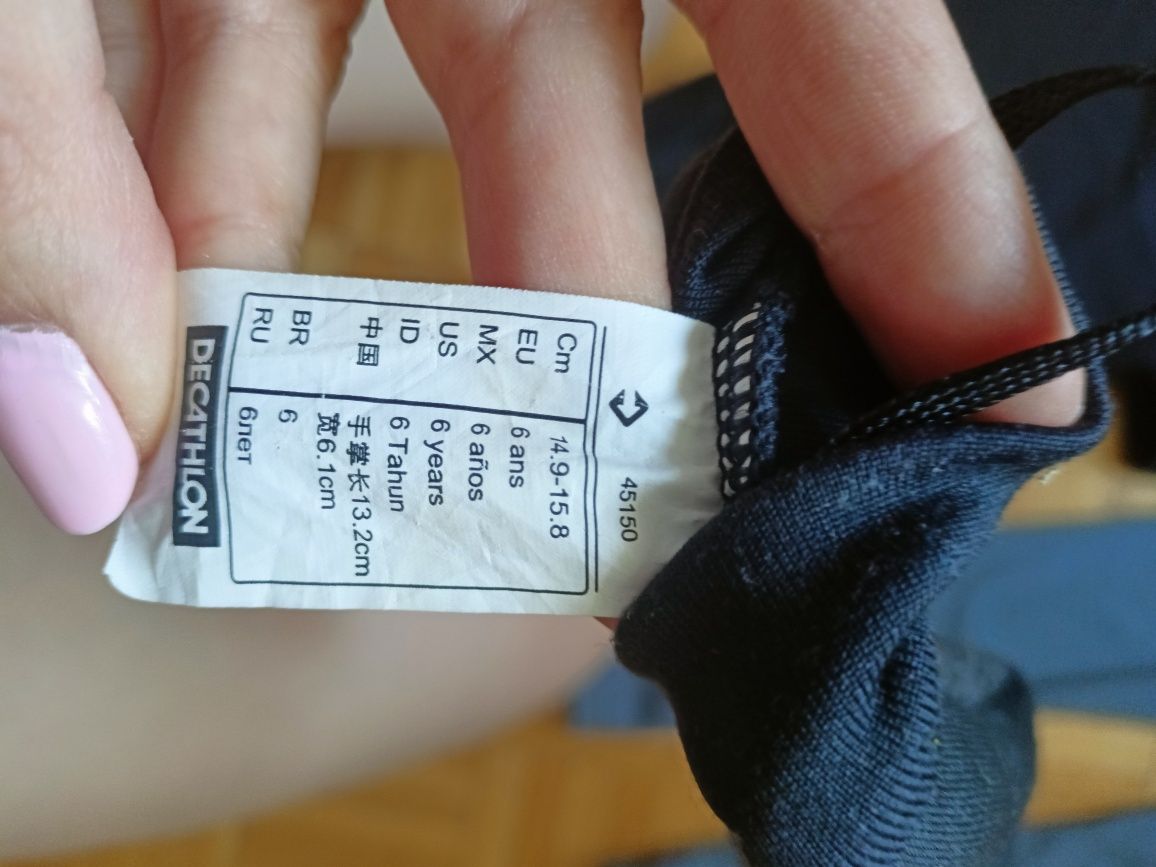 45150
Cm 14.9-15.8
EU 6 ans
MX 6 años
US 6 years
ID 6 Tahun
中国 手掌长13.2cm
宽6.1cm
BR 6
RU 6лет
DECATHLON